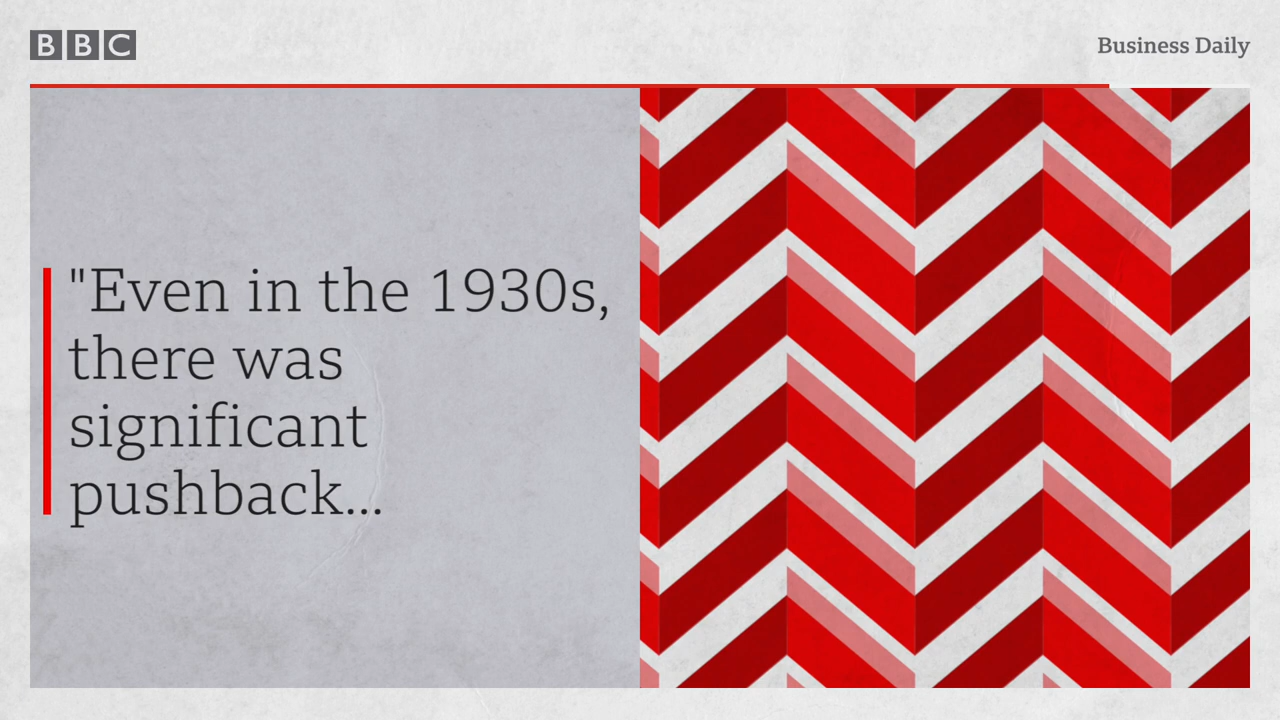 BBC
Business Daily
"Even in the 1930s,
there was
significant
pushback...